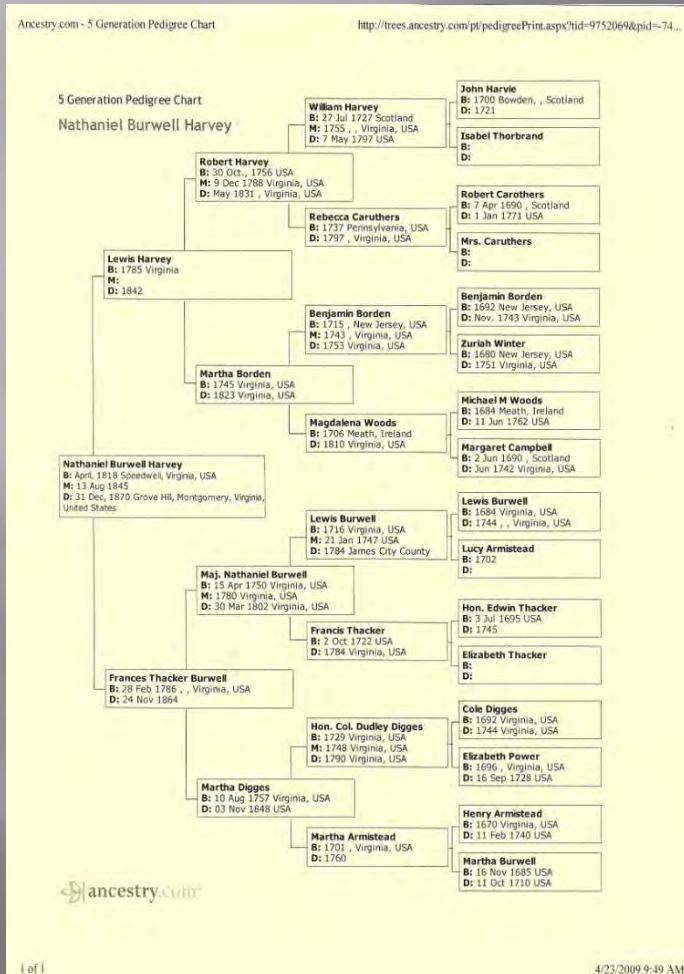 Ancestry.com - 5 Generation Pedigree Chart
http://trees.ancestry.com/pt/pedigreePrint.aspx?tid=9752069&pid=-74...
5 Generation Pedigree Chart
Nathaniel Burwell Harvey
John Harvie
B: 1700 Bowden, , Scotland
D: 1721
William Harvey
B: 27 Jul 1727 Scotland
M: 1755 , , Virginia, USA
D: 7 May 1797 USA
Isabel Thorbrand
B:
D:
Robert Harvey
B: 30 Oct., 1756 USA
M: 9 Dec 1788 Virginia, USA
D: May 1831 , Virginia, USA
Robert Carothers
B: 7 Apr 1690 , Scotland
D: 1 Jan 1771 USA
Rebecca Caruthers
B: 1737 Pennsylvania, USA
D: 1797 , Virginia, USA
Mrs. Caruthers
B:
D:
Lewis Harvey
B: 1785 Virginia
M:
D: 1842
Benjamin Borden
B: 1692 New Jersey, USA
D: Nov. 1743 Virginia, USA
Benjamin Borden
B: 1715 , New Jersey, USA
M: 1743 , Virginia, USA
D: 1753 Virginia, USA
Zuriah Winter
B: 1680 New Jersey, USA
D: 1751 Virginia, USA
Martha Borden
B: 1745 Virginia, USA
D: 1823 Virginia, USA
Michael M Woods
B: 1684 Meath, Ireland
D: 11 Jun 1762 USA
Magdalena Woods
B: 1706 Meath, Ireland
D: 1810 Virginia, USA
Margaret Campbell
B: 2 Jun 1690 , Scotland
D: Jun 1742 Virginia, USA
Nathaniel Burwell Harvey
B: April, 1818 Speedwell, Virginia, USA
M: 13 Aug 1845
D: 31 Dec, 1870 Grove Hill, Montgomery, Virginia,
United States
Lewis Burwell
B: 1684 Virginia, USA
D: 1744 , , Virginia, USA
Lewis Burwell
B: 1716 Virginia, USA
M: 21 Jan 1747 USA
D: 1784 James City County
Lucy Armistead
B: 1702
D:
Maj. Nathaniel Burwell
B: 15 Apr 1750 Virginia, USA
M: 1780 Virginia, USA
D: 30 Mar 1802 Virginia, USA
Hon. Edwin Thacker
B: 3 Jul 1695 USA
D: 1745
Francis Thacker
B: 2 Oct 1722 USA
D: 1784 Virginia, USA
Elizabeth Thacker
B:
D:
Frances Thacker Burwell
B: 28 Feb 1786 , , Virginia, USA
D: 24 Nov 1864
Cole Digges
B: 1692 Virginia, USA
D: 1744 Virginia, USA
Hon. Col. Dudley Digges
B: 1729 Virginia, USA
M: 1748 Virginia, USA
D: 1790 Virginia, USA
Elizabeth Power
B: 1696 , Virginia, USA
D: 16 Sep 1728 USA
Martha Digges
B: 10 Aug 1757 Virginia, USA
D: 03 Nov 1848 USA
Henry Armistead
B: 1670 Virginia, USA
D: 11 Feb 1740 USA
Martha Armistead
B: 1701 , Virginia, USA
D: 1760
Martha Burwell
B: 16 Nov 1685 USA
D: 11 Oct 1710 USA
ancestry.com
1 of 1
4/23/2009 9:49 AM